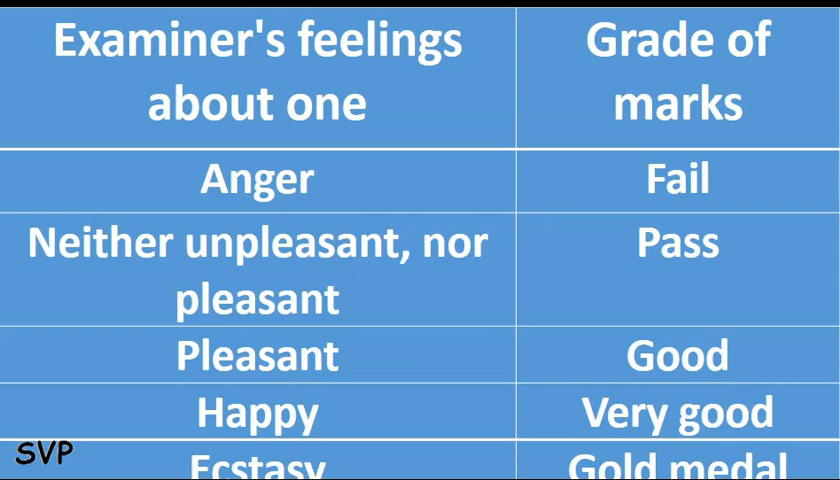 Examiner's feelings
about one
Grade of
marks
Anger
Fail
Neither unpleasant, nor
pleasant
Pass
Pleasant
Good
Happy
Very good
Ecstasy
Gold medal
SVP